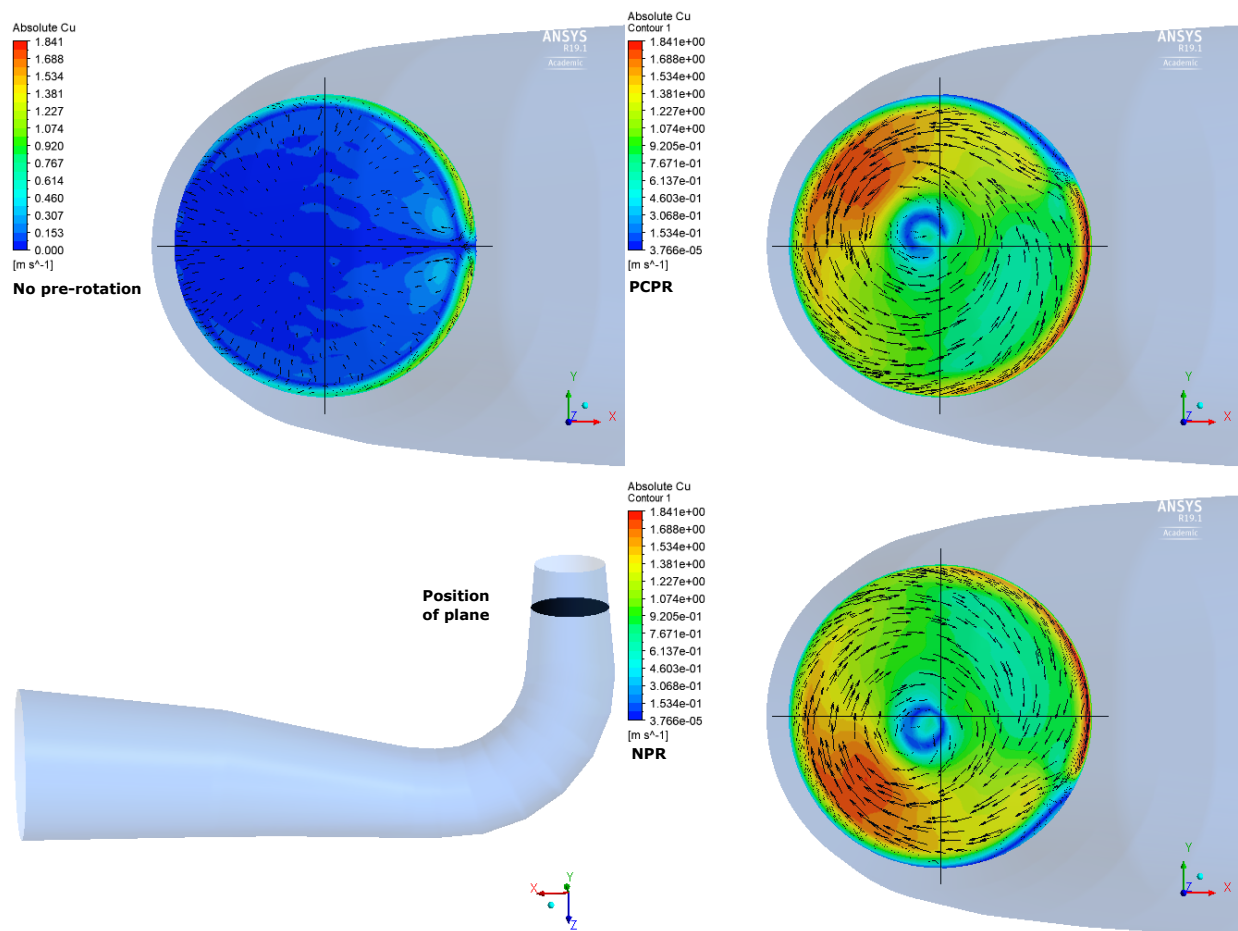 Absolute Cu
1.841
1.688
1.534
1.381
1.227
1.074
0.920
0.767
0.614
0.460
0.307
0.153
0.000
[m s^-1]
No pre-rotation
ANSYS
R19.1
Academic
Y
Z
X
Absolute Cu
Contour 1
1.841e+00
1.688e+00
1.534e+00
1.381e+00
1.227e+00
1.074e+00
9.205e-01
7.671e-01
6.137e-01
4.603e-01
3.068e-01
1.534e-01
3.766e-05
[m s^-1]
PCPR
ANSYS
R19.1
Academic
Y
Z
X
Position
of plane
X
Y
Z
Absolute Cu
Contour 1
1.841e+00
1.688e+00
1.534e+00
1.381e+00
1.227e+00
1.074e+00
9.205e-01
7.671e-01
6.137e-01
4.603e-01
3.068e-01
1.534e-01
3.766e-05
[m s^-1]
NPR
ANSYS
R19.1
Academic
Y
Z
X